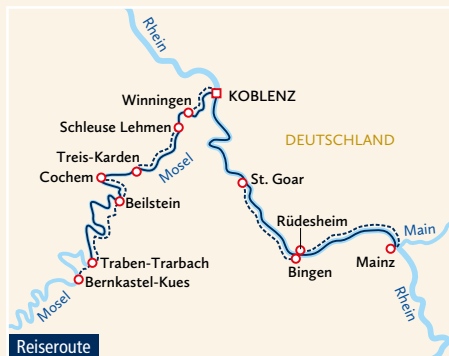 Rhein
Winningen
KOBLENZ
Schleuse Lehmen
DEUTSCHLAND
Treis-Karden
Mosel
Cochem
St. Goar
Beilstein
Rüdesheim
Main
Traben-Trarbach
Bingen
Mainz
Bernkastel-Kues
Mosel
Rhein
Reiseroute